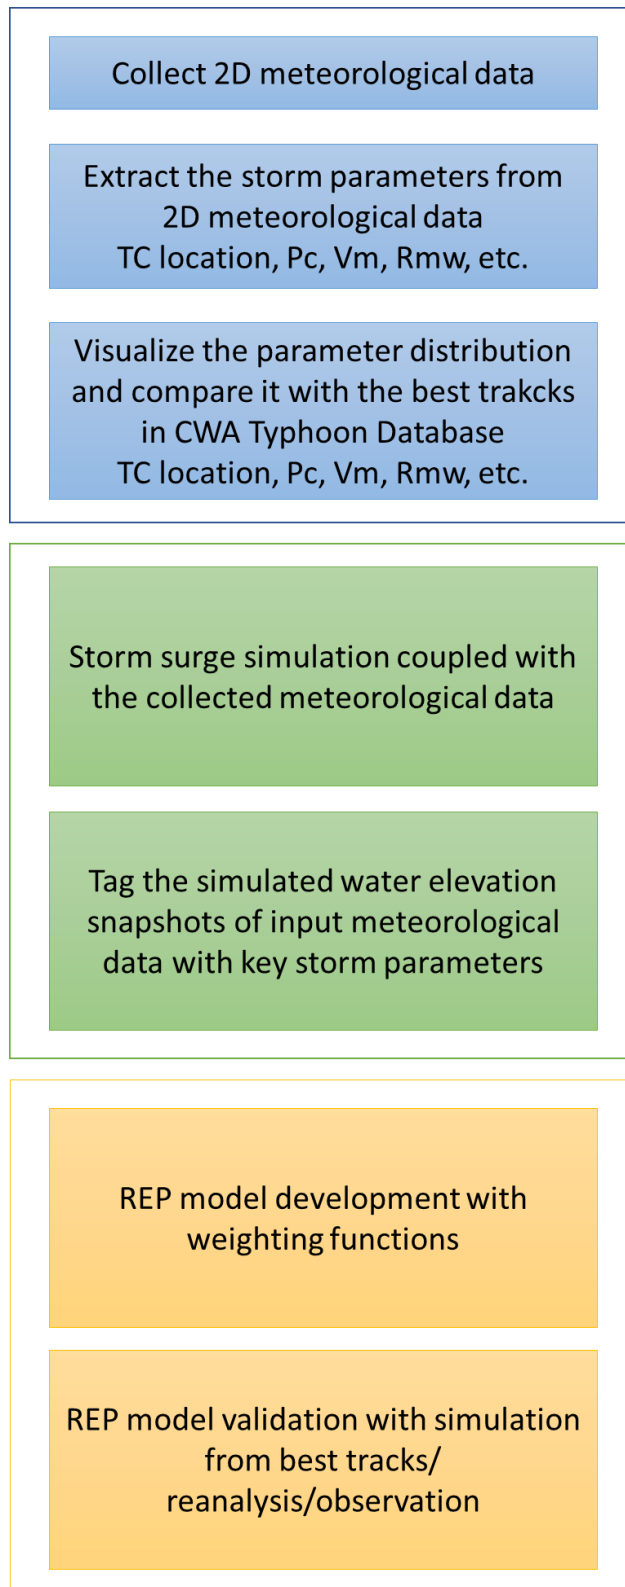 Collect 2D meteorological data
Extract the storm parameters from
2D meteorological data
TC location, Pc, Vm, Rmw, etc.
Visualize the parameter distribution
and compare it with the best trakcks
in CWA Typhoon Database
TC location, Pc, Vm, Rmw, etc.
Storm surge simulation coupled with
the collected meteorological data
Tag the simulated water elevation
snapshots of input meteorological
data with key storm parameters
REP model development with
weighting functions
REP model validation with simulation
from best tracks/
reanalysis/observation